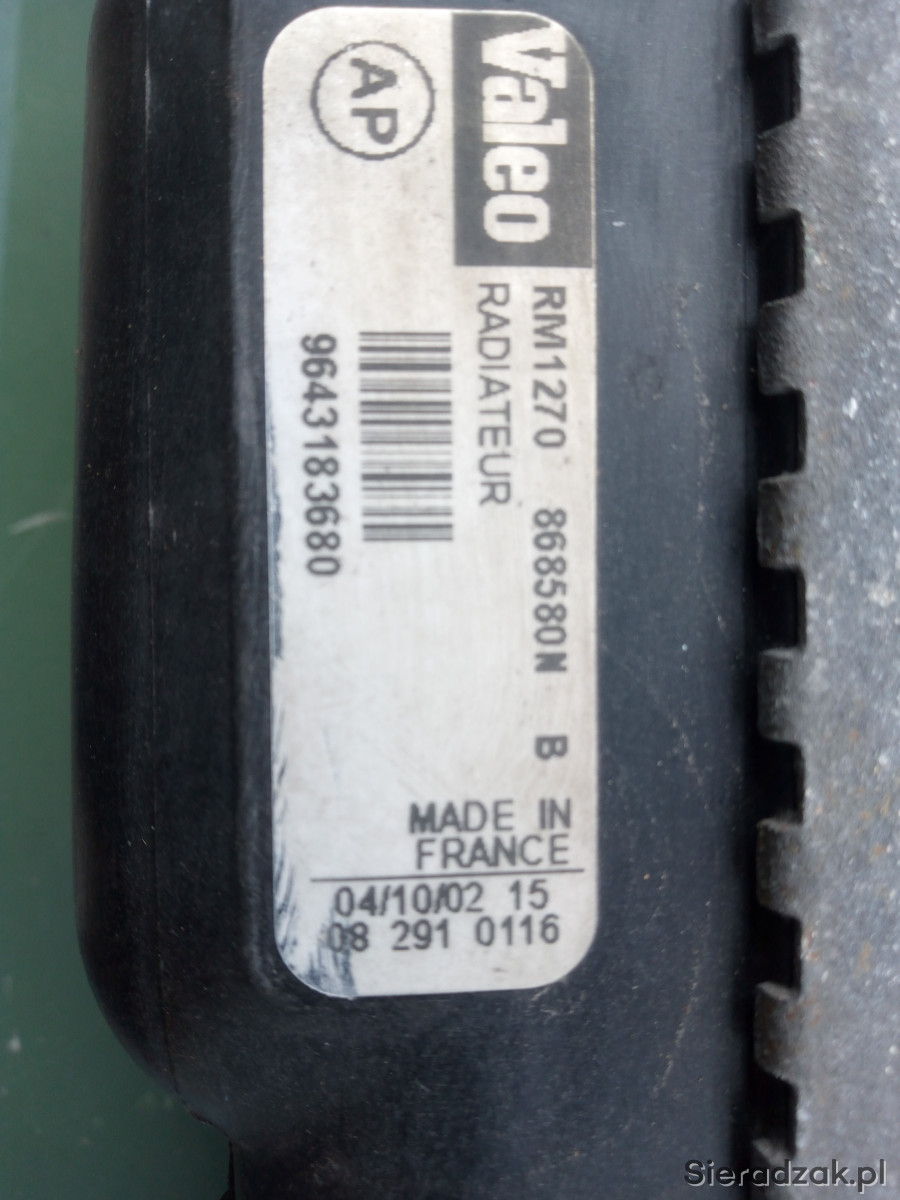 Valeo
AP
RM1270 868580N B
RADIATEUR
9643183680
MADE IN
FRANCE
04/10/02 15
08 291 0116
Sieradzak.pl